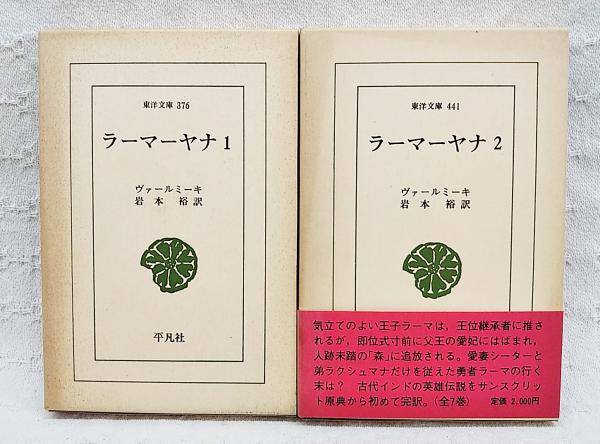 東洋文庫 376
ラーマーヤナ 1
ヴァールミーキ
岩本 裕 訳
平凡社
東洋文庫 441
ラーマーヤナ 2
ヴァールミーキ
岩本 裕 訳
気立てのよい王子ラーマは，王位継承者に推さ
れるが，即位式寸前に父王の愛妃にはばまれ，
人跡未踏の「森」に追放される。愛妻シーターと
弟ラクシュマナだけを従えた勇者ラーマの行く
末は？ 古代インドの英雄伝説をサンスクリッ
ト原典から初めて完訳。(全7巻) 定価 2,000円